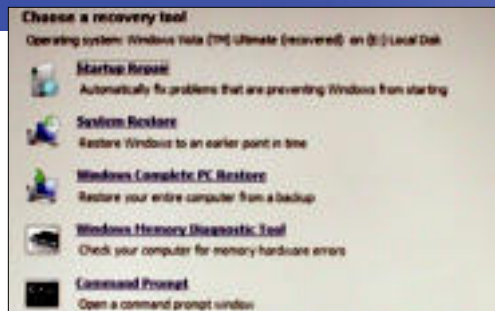 Choose a recovery tool
Operating system: Windows Vista (TM) Ultimate (recovered) on (E:) Local Disk
Startup Repair
Automatically fix problems that are preventing Windows from starting
System Restore
Restore Windows to an earlier point in time
Windows Complete PC Restore
Restore your entire computer from a backup
Windows Memory Diagnostic Tool
Check your computer for memory hardware errors
Command Prompt
Open a command prompt window